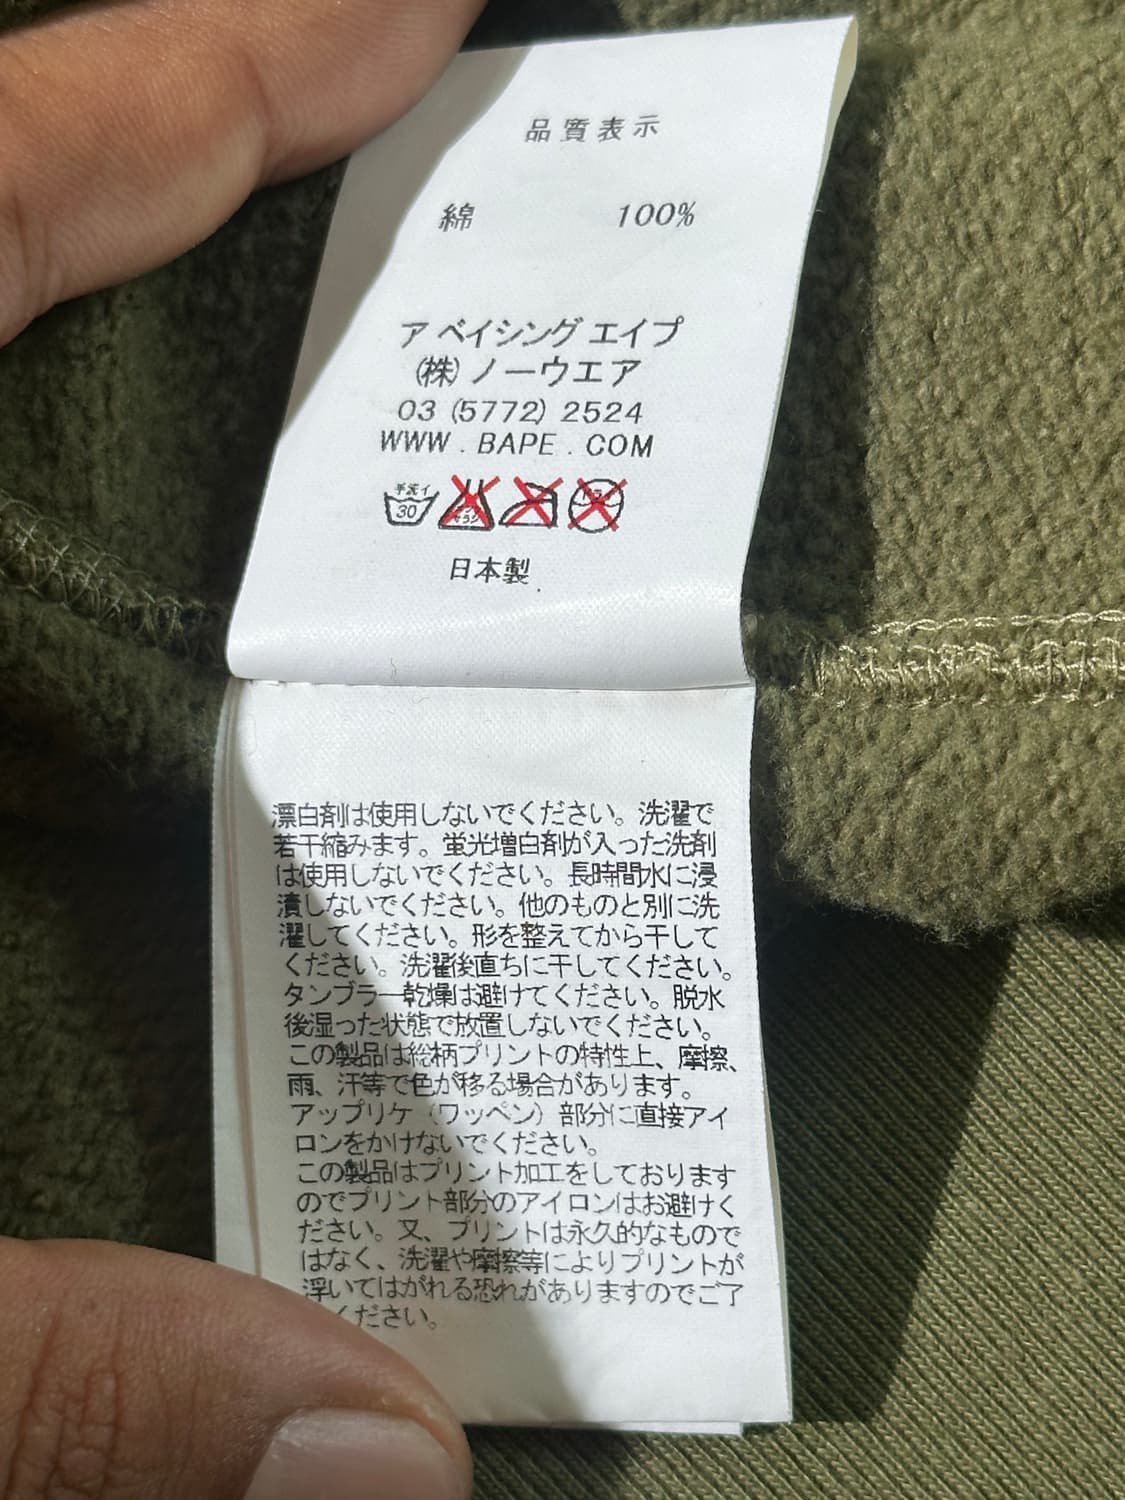 品質表示
綿 100%
ア ベイシング エイプ
(株) ノーウエア
03 (5772) 2524
WWW . BAPE . COM
手洗イ
30
日本製
漂白剤は使用しないでください。洗濯で
若干縮みます。蛍光増白剤が入った洗剤
は使用しないでください。長時間水に浸
漬しないでください。他のものと別に洗
濯してください。形を整えてから干して
ください。洗濯後直ちに干してください。
タンブラー乾燥は避けてください。脱水
後湿った状態で放置しないでください。
この製品は総柄プリントの特性上、摩擦、
雨、汗等で色が移る場合があります。
アップリケ（ワッペン）部分に直接アイ
ロンをかけないでください。
この製品はプリント加工をしております
のでプリント部分のアイロンはお避けく
ださい。又、プリントは永久的なもので
はなく、洗濯や摩擦等によりプリントが
浮いてはがれる恐れがありますのでご了
ください。